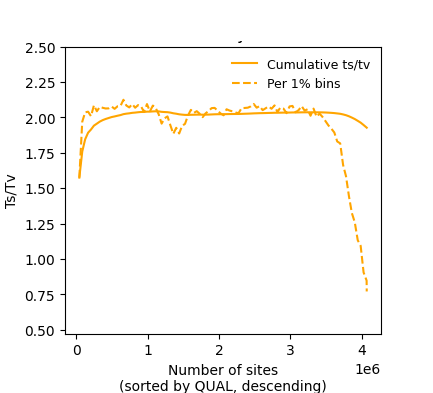 2.50
2.25
2.00
1.75
1.50
1.25
1.00
0.75
0.50
Ts/Tv
Cumulative ts/tv
Per 1% bins
0
1
2
3
4
1e6
Number of sites
(sorted by QUAL, descending)